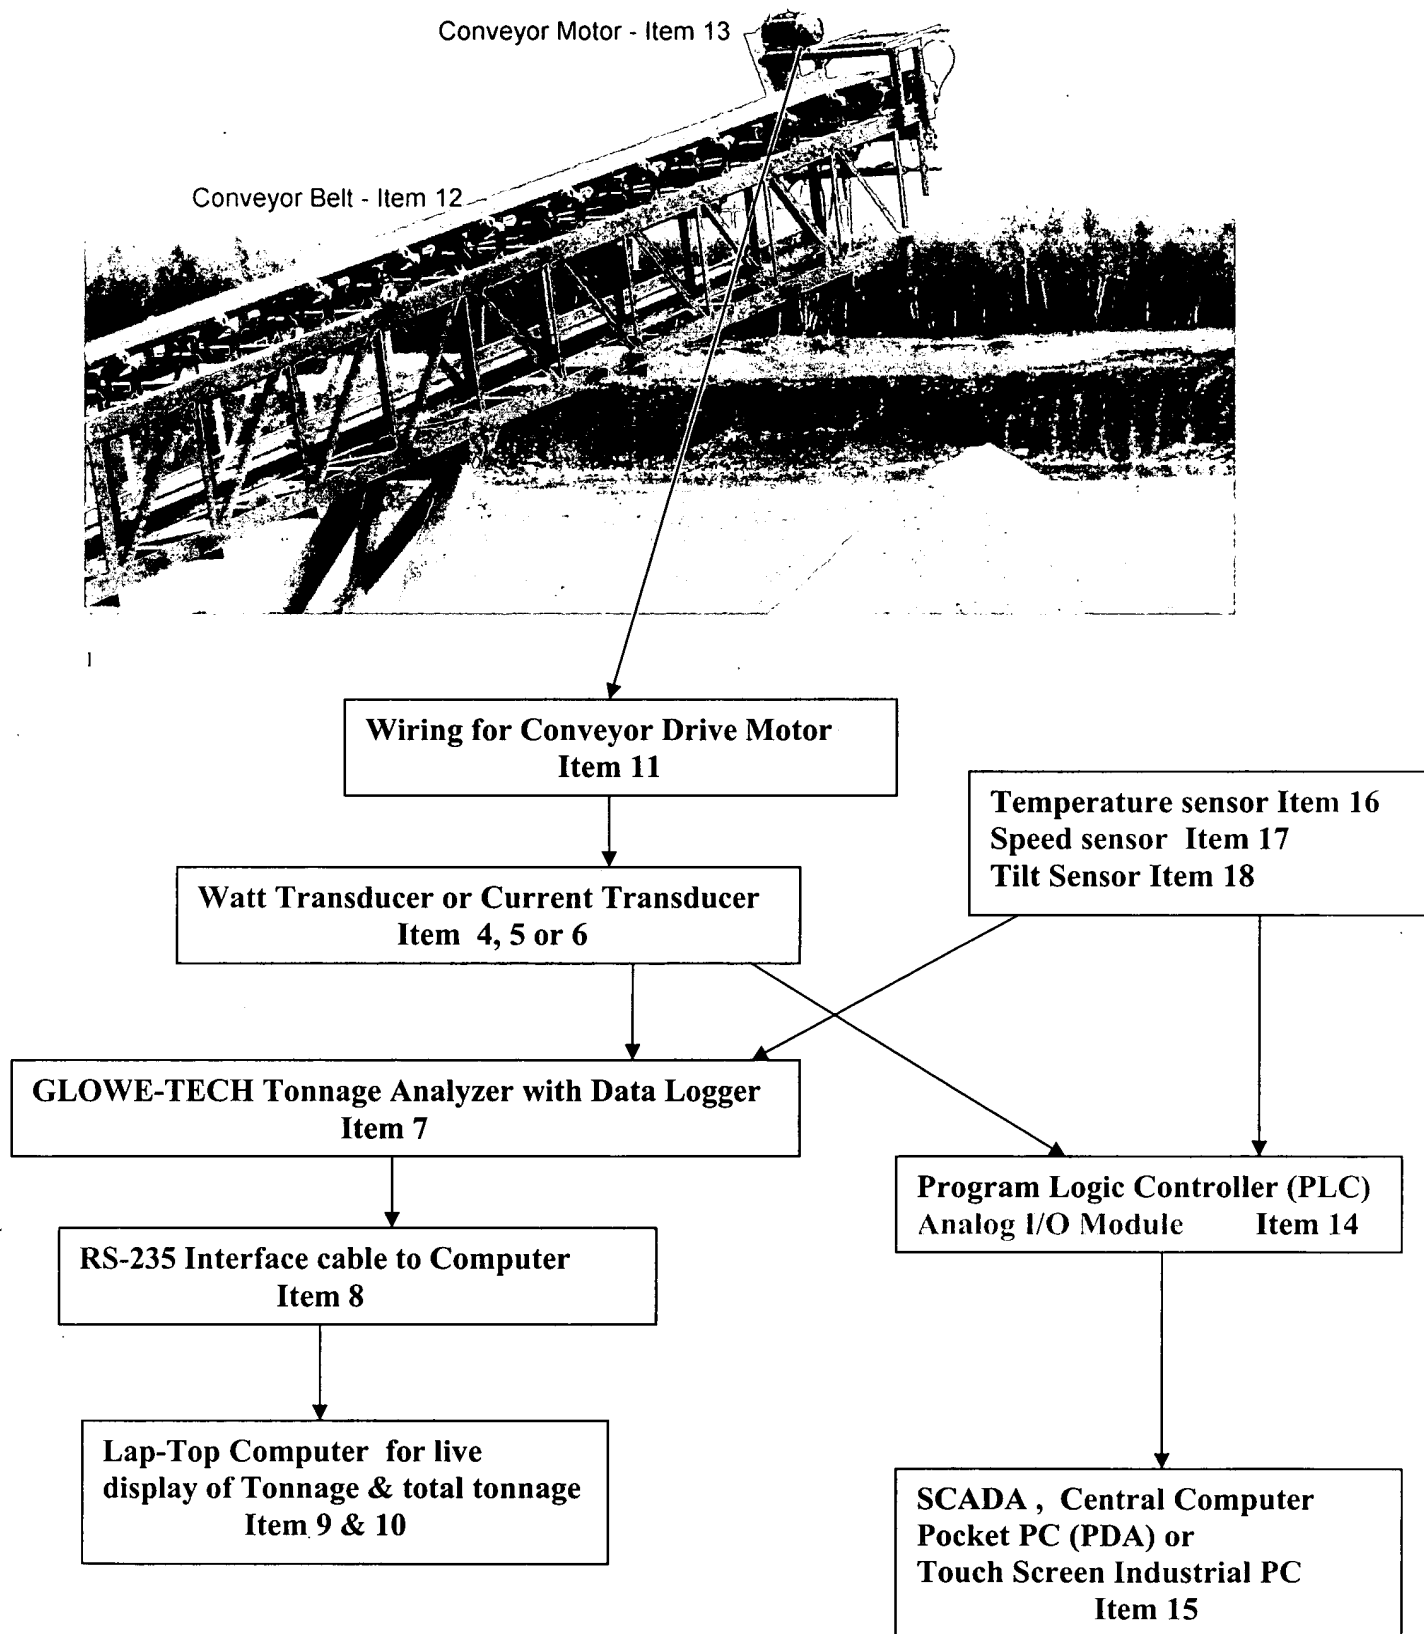 Conveyor Motor - Item 13
Conveyor Belt - Item 12
Wiring for Conveyor Drive Motor
Item 11
Temperature sensor Item 16
Speed sensor Item 17
Tilt Sensor Item 18
Watt Transducer or Current Transducer
Item 4, 5 or 6
GLOWE-TECH Tonnage Analyzer with Data Logger
Item 7
Program Logic Controller (PLC)
Analog I/O Module Item 14
RS-235 Interface cable to Computer
Item 8
Lap-Top Computer for live
display of Tonnage & total tonnage
Item 9 & 10
SCADA , Central Computer
Pocket PC (PDA) or
Touch Screen Industrial PC
Item 15